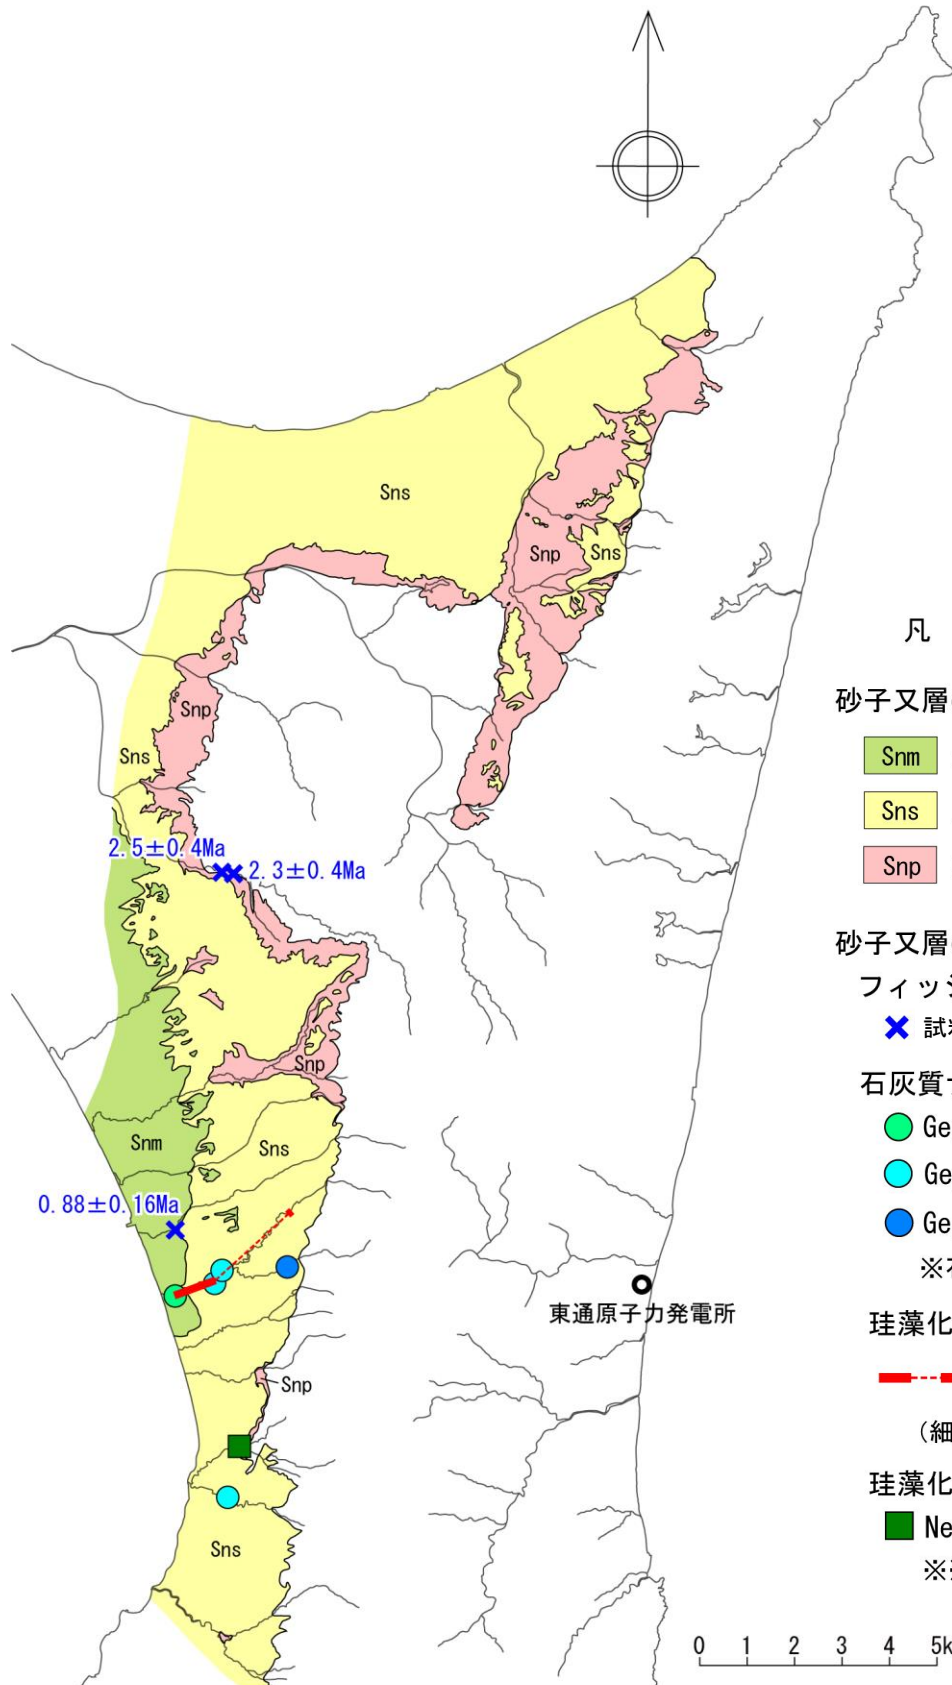 Sns
Snp
Sns
Snp
Sns
2.5±0.4Ma
2.3±0.4Ma
Snp
Snm
Sns
0.88±0.16Ma
東通原子力発電所
Snp
Sns
凡
砂子又層
Snm
Sns
Snp
砂子又層
フィッシ
試料
石灰質ナ
Ge
Ge
Ge
珪藻化
(細
珪藻化
Ne
0 1 2 3 4 5k